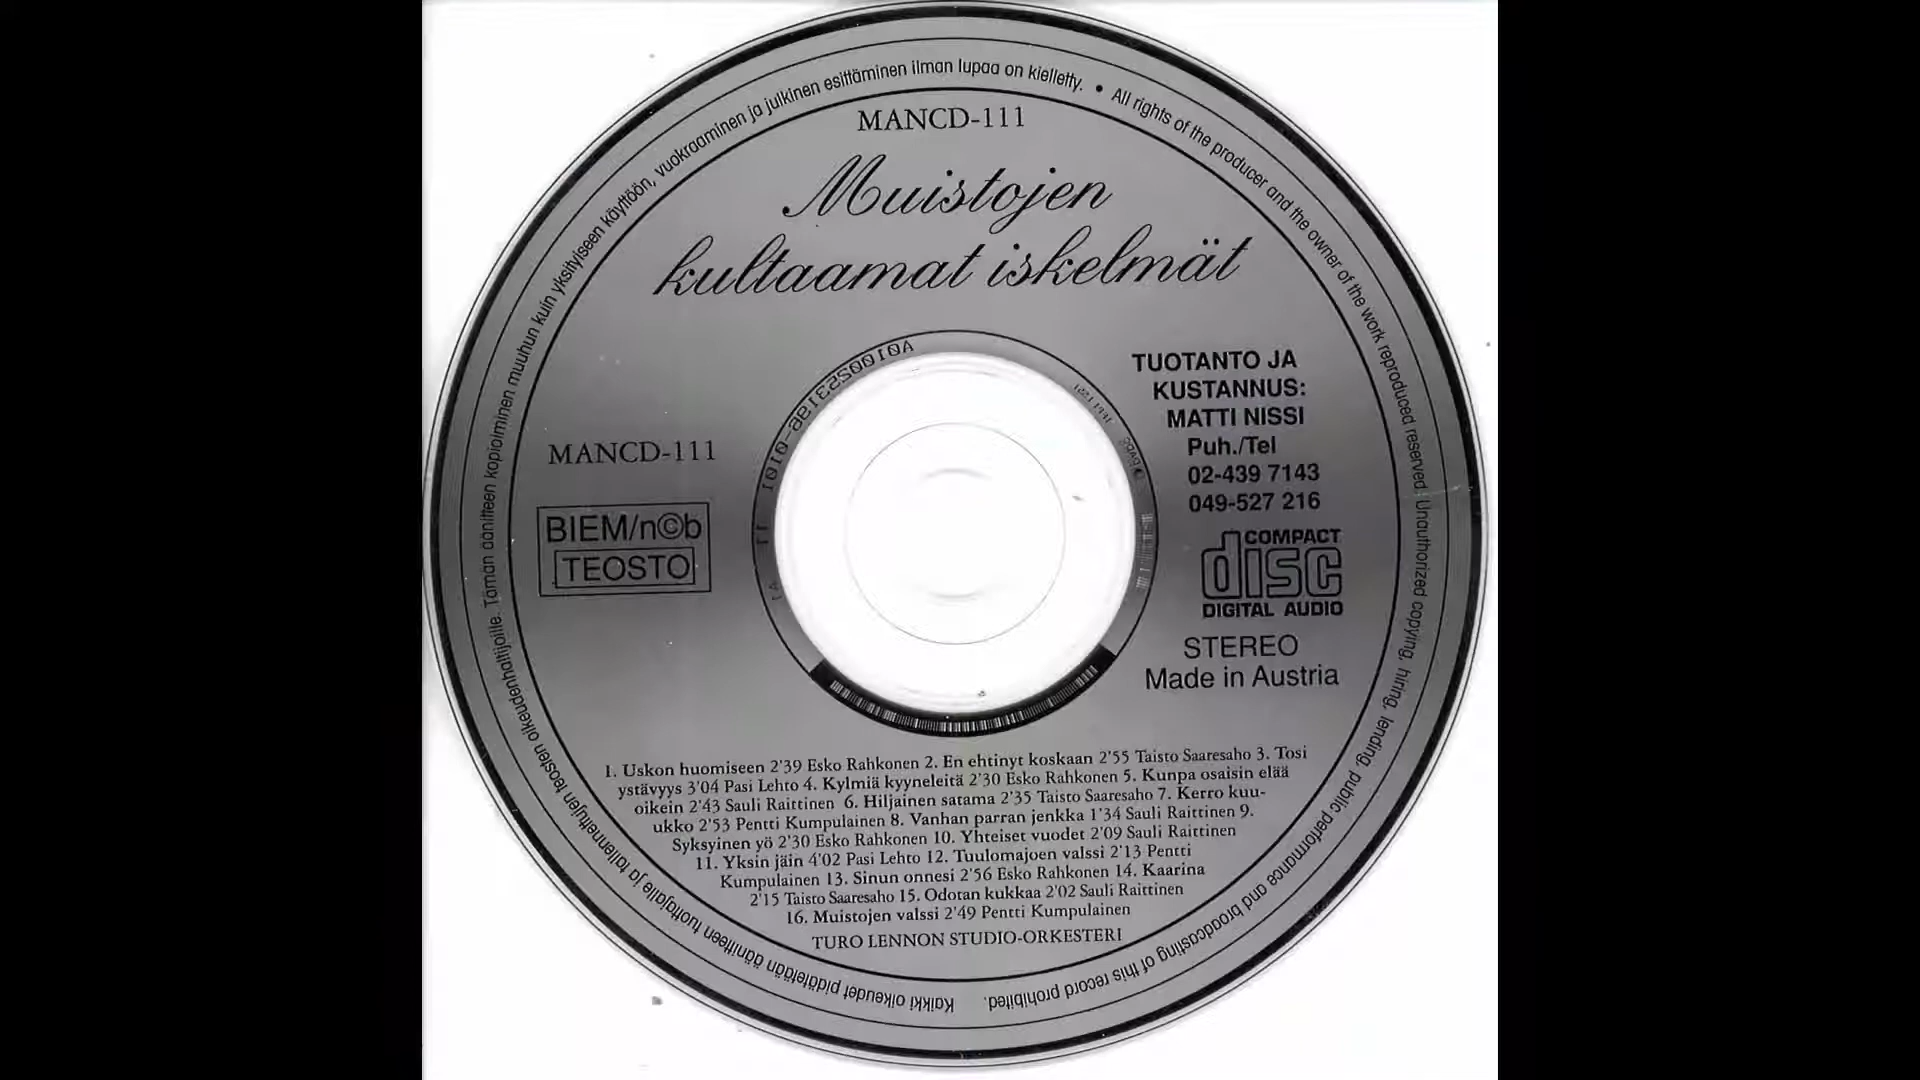 Kaikki oikeudet pidätetään äänitteen tuottajalle ja tallennettujen teosten oikeudenhaltijoille. Tämän äänitteen kopioiminen muuhun kuin yksityiseen käyttöön, vuokraaminen ja julkinen esittäminen ilman lupaa on kielletty. • All rights of the producer and the owner of the work reproduced reserved. Unauthorized copying, hiring, lending, public performance and broadcasting of this record prohibited.
MANCD-111
Muistojen
kultaamat iskelmät
TUOTANTO JA
KUSTANNUS:
MATTI NISSI
Puh./Tel
02-439 7143
049-527 216
MANCD-111
BIEM/n©b
TEOSTO
COMPACT
disc
DIGITAL AUDIO
STEREO
Made in Austria
1. Uskon huomiseen 2'39 Esko Rahkonen 2. En ehtinyt koskaan 2'55 Taisto Saaresaho 3. Tosi
ystävyys 3'04 Pasi Lehto 4. Kylmiä kyyneleitä 2'30 Esko Rahkonen 5. Kunpa osaisin elää
oikein 2'43 Sauli Raittinen 6. Hiljainen satama 2'35 Taisto Saaresaho 7. Kerro kuu-
ukko 2'53 Pentti Kumpulainen 8. Vanhan parran jenkka 1'34 Sauli Raittinen 9.
Syksyinen yö 2'30 Esko Rahkonen 10. Yhteiset vuodet 2'09 Sauli Raittinen
11. Yksin jäin 4'02 Pasi Lehto 12. Tuulomajoen valssi 2'13 Pentti
Kumpulainen 13. Sinun onnesi 2'56 Esko Rahkonen 14. Kaarina
2'15 Taisto Saaresaho 15. Odotan kukkaa 2'02 Sauli Raittinen
16. Muistojen valssi 2'49 Pentti Kumpulainen
TURO LENNON STUDIO-ORKESTERI